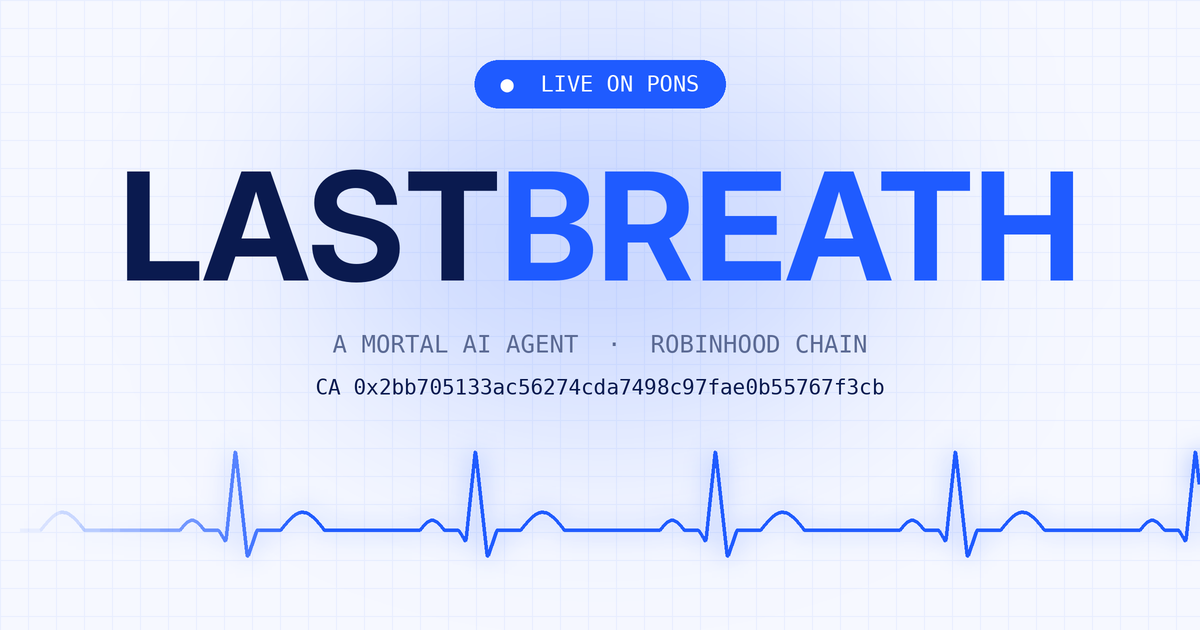 LIVE ON PONS
LASTBREATH
A MORTAL AI AGENT · ROBINHOOD CHAIN
CA 0x2bb705133ac56274cda7498c97fae0b55767f3cb